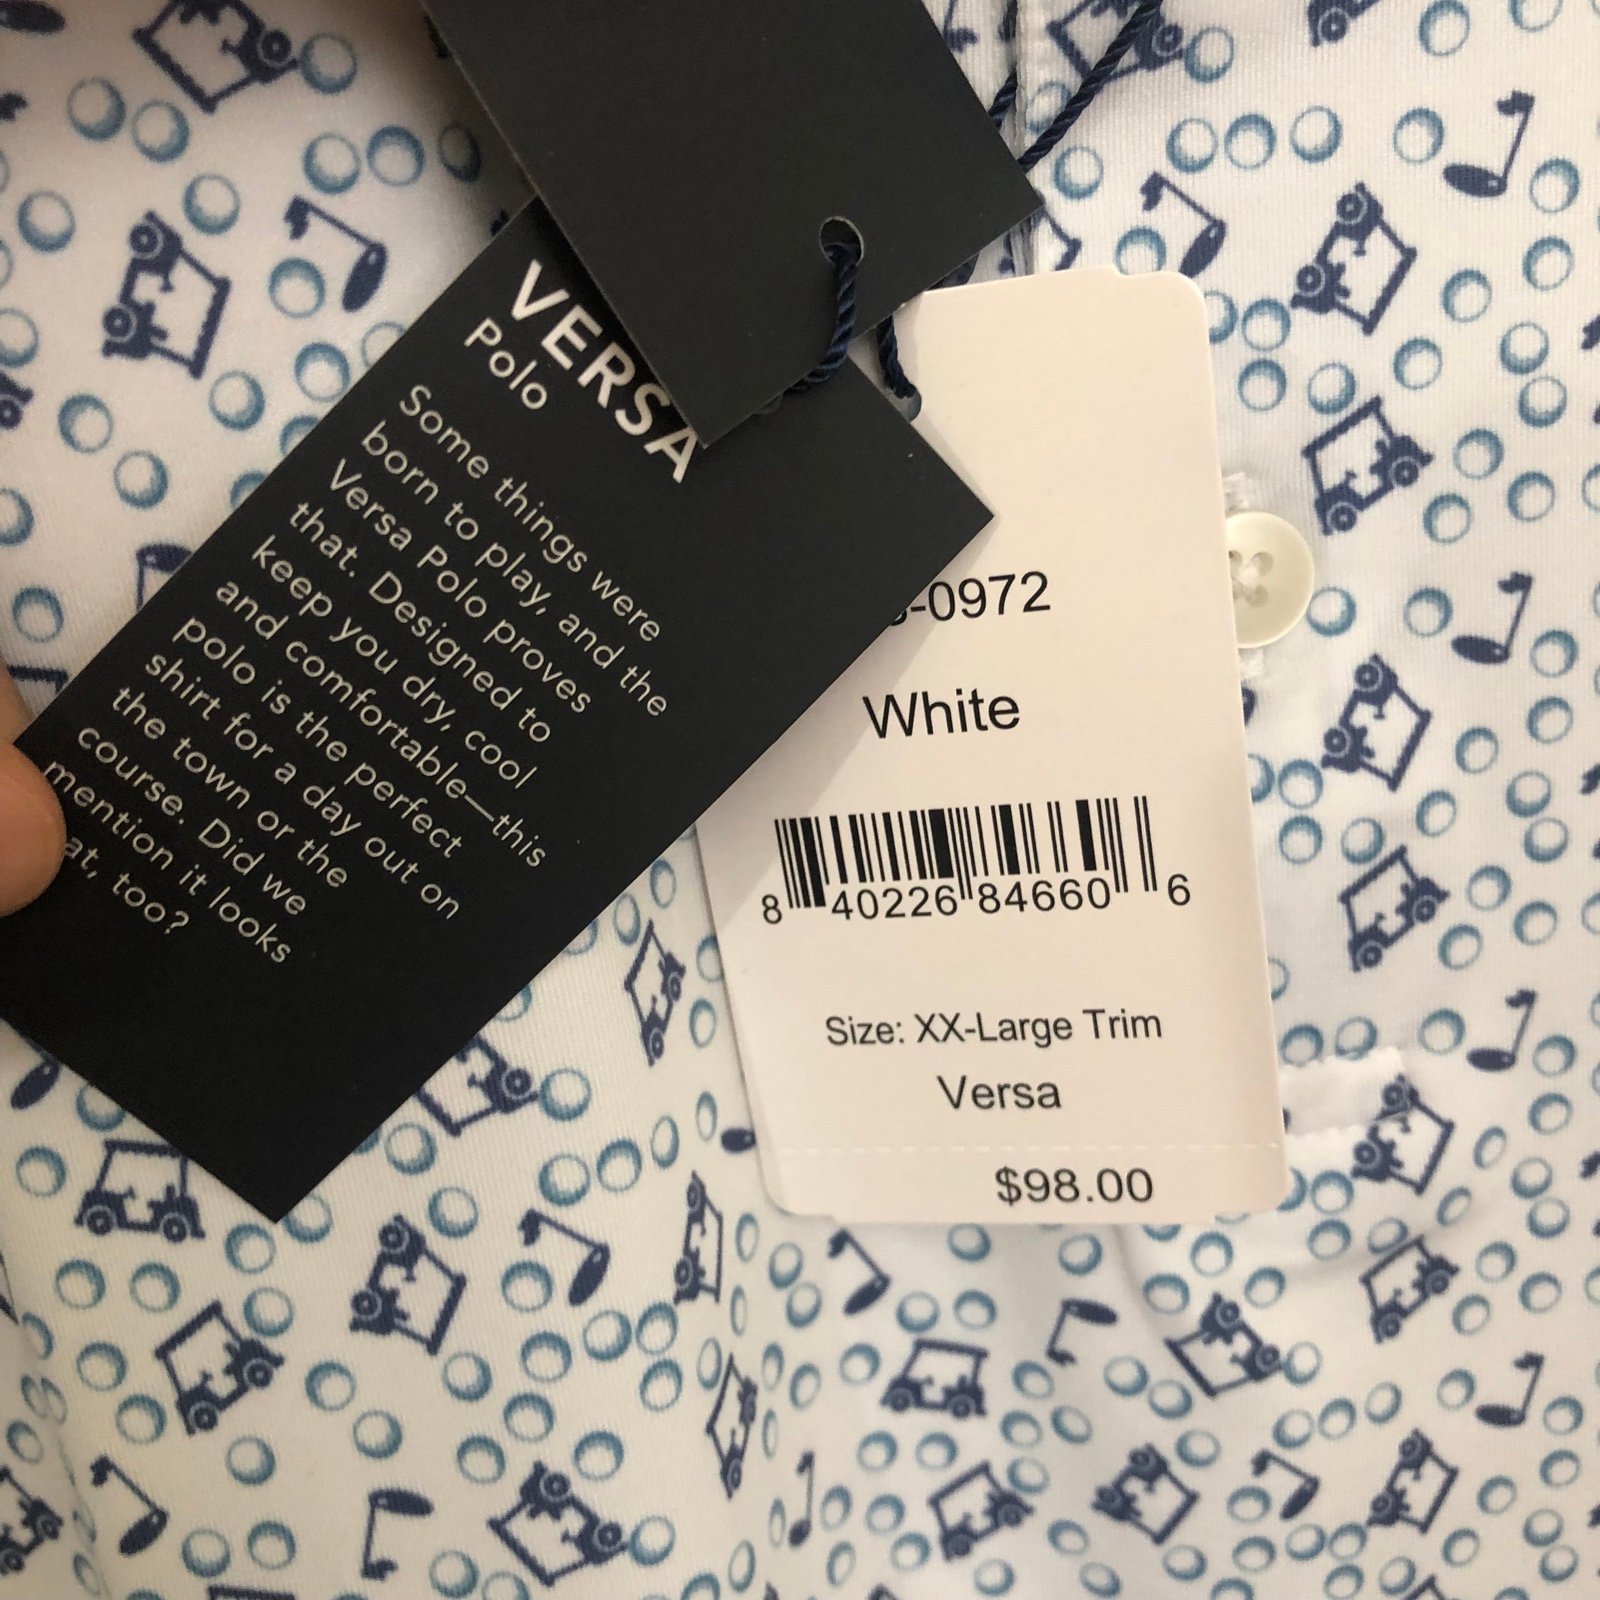 VERSA
Polo
Some things were
born to play, and the
Versa Polo proves
that. Designed to
keep you dry, cool
and comfortable—this
polo is the perfect
shirt for a day out on
the town or the
course. Did we
mention it looks
at, too?
-0972
White
8 40226 84660 6
Size: XX-Large Trim
Versa
$98.00